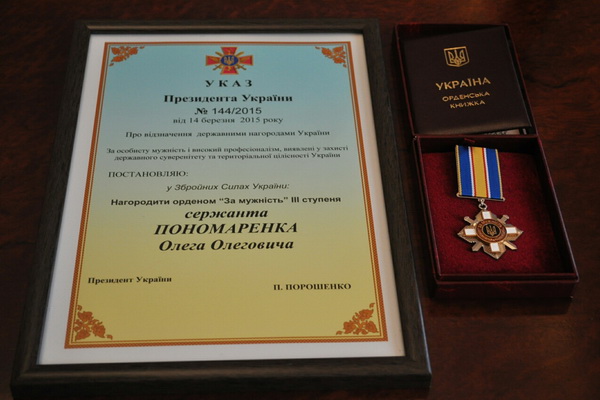 УКАЗ
Президента України
№ 144/2015
від 14 березня 2015 року
Про відзначення державними нагородами України
За особисту мужність і високий професіоналізм, виявлені у захисті
державного суверенітету та територіальної цілісності України
ПОСТАНОВЛЯЮ:
у Збройних Силах України:
Нагородити орденом "За мужність" III ступеня
сержанта
ПОНОМАРЕНКА
Олега Олеговича
Президент України
П. ПОРОШЕНКО
УКРАЇНА
ОРДЕНСЬКА
КНИЖКА